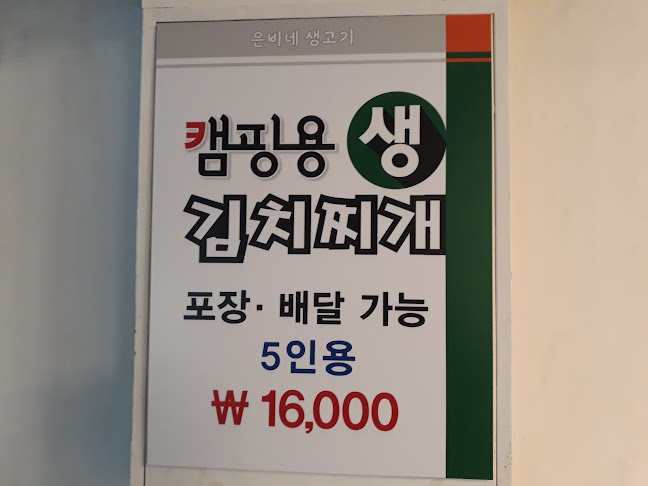 은비네 생고기
캠핑용 생
김치찌개
포장· 배달 가능
5인용
₩ 16,000